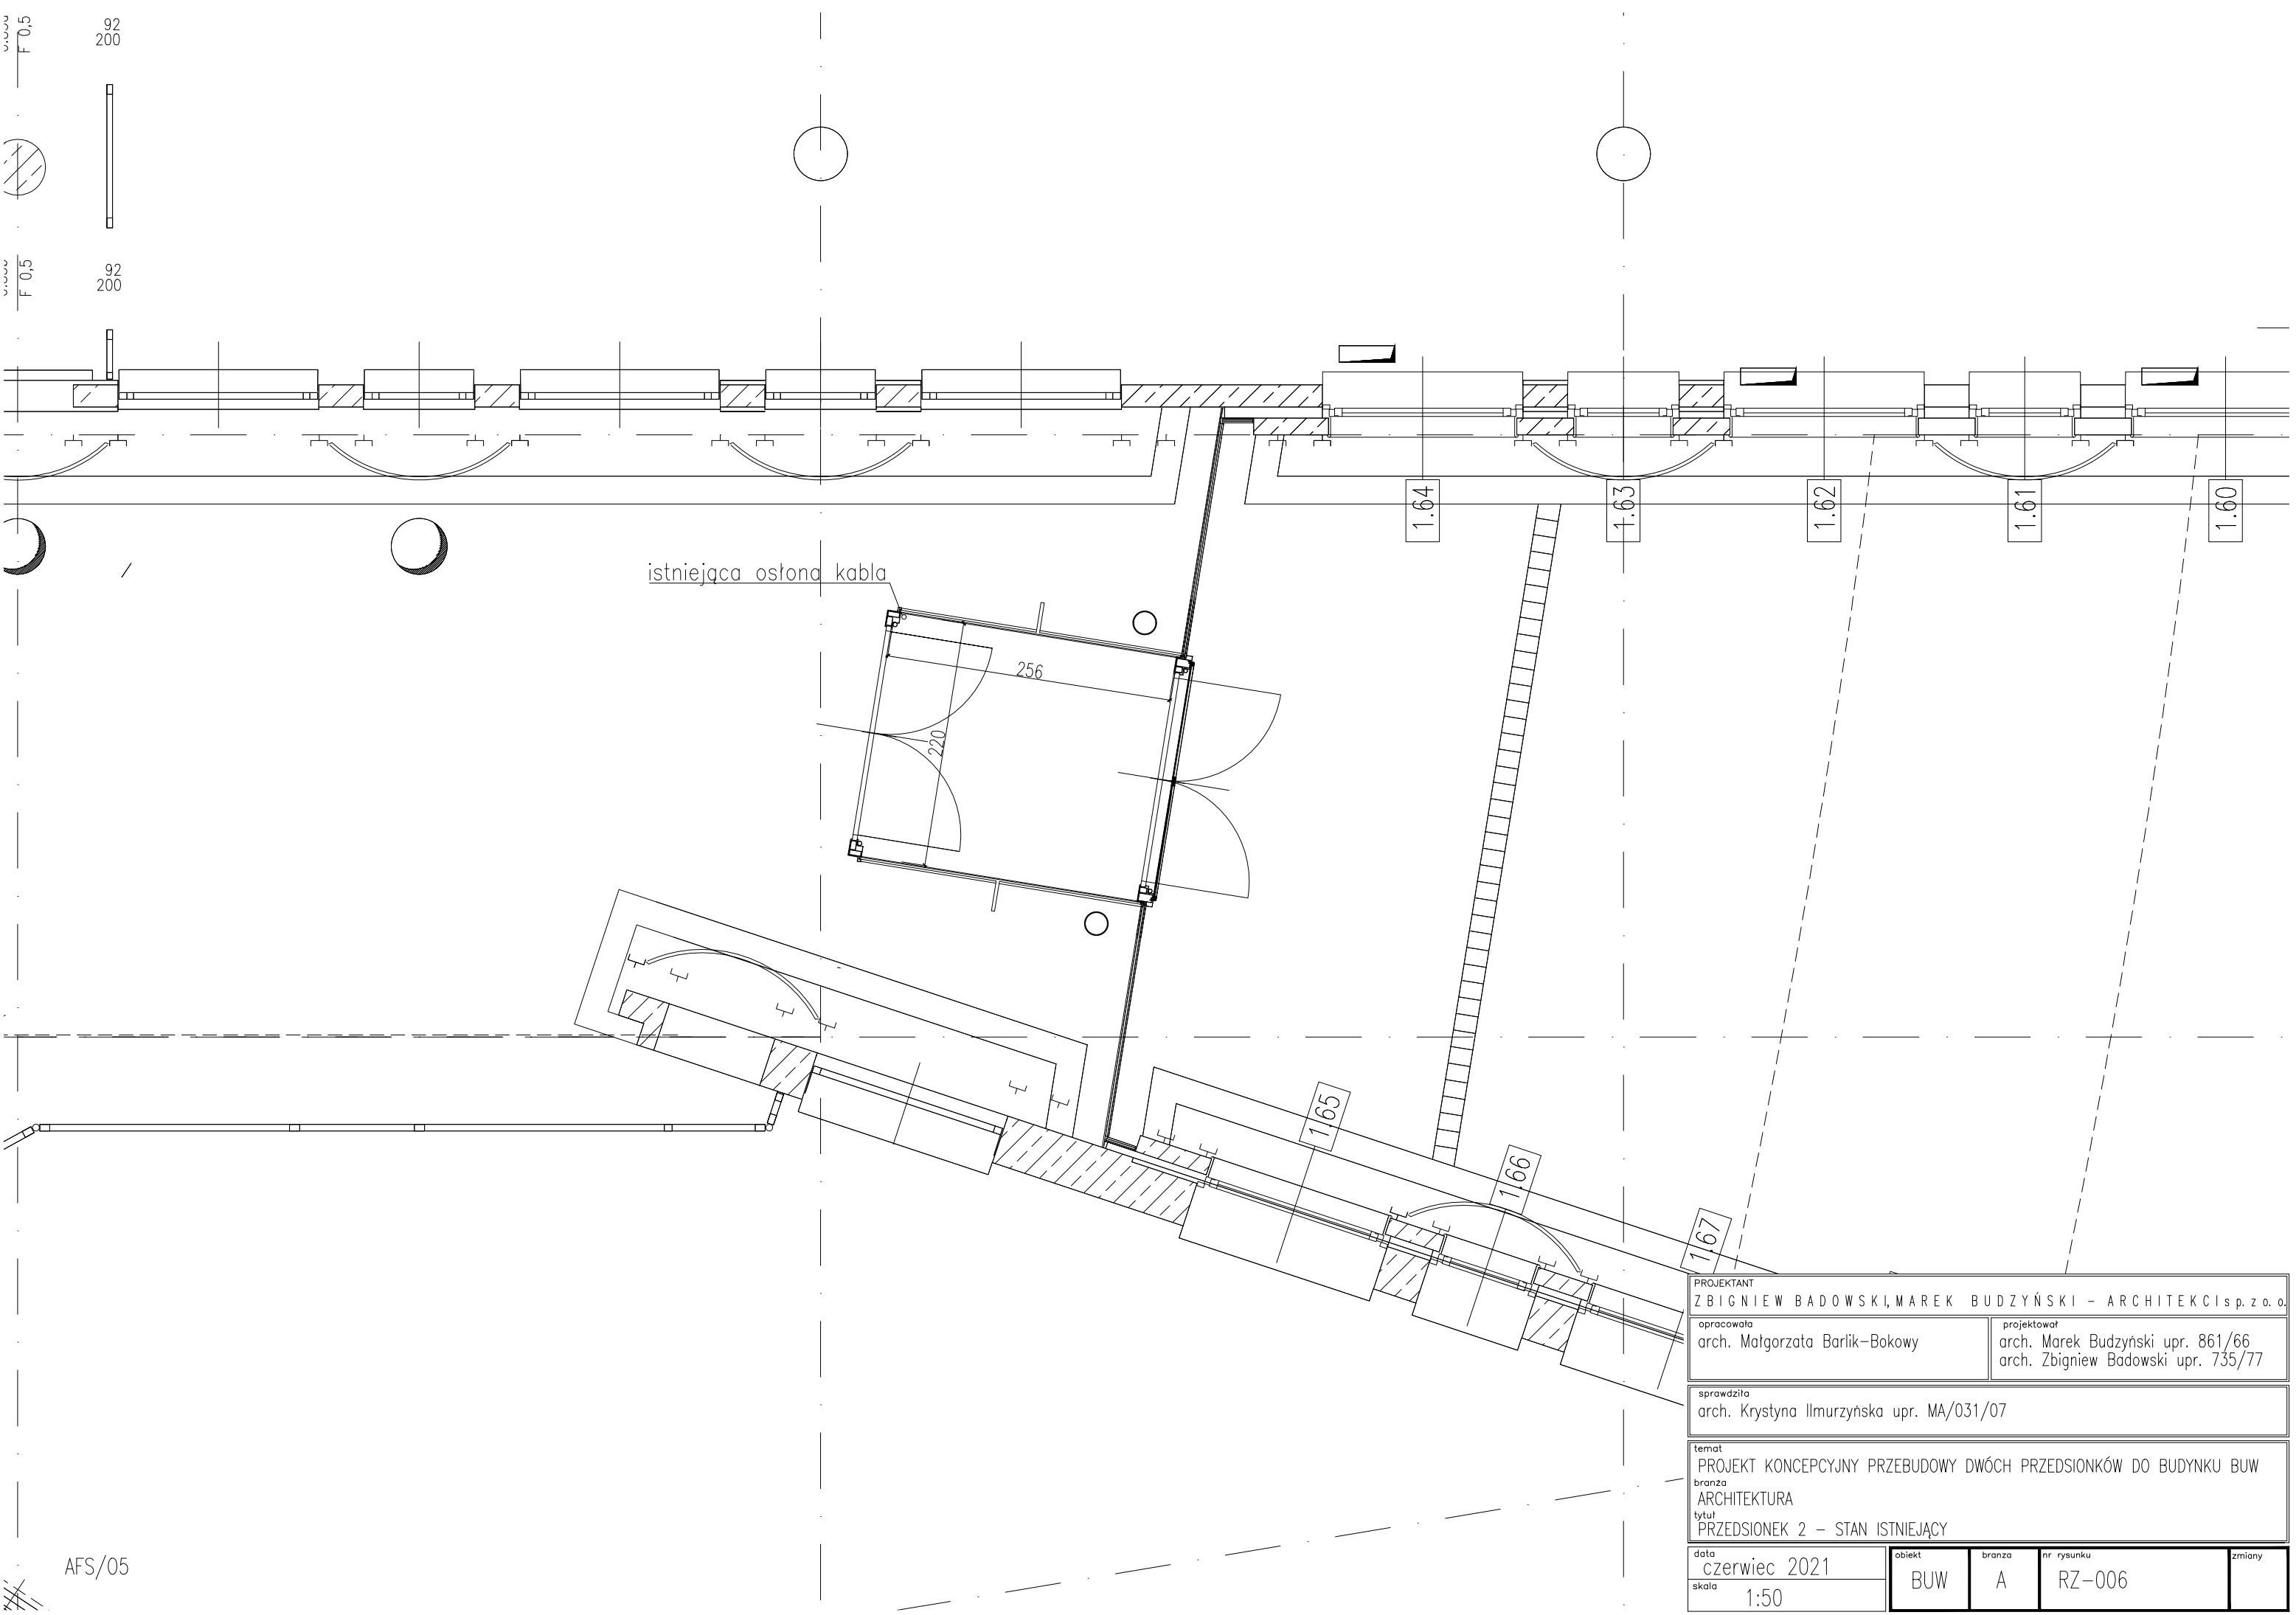 F 0,5
92
200
F 0,5
92
200
istniejąca osłona kabla
256
220
1.64
1.63
1.62
1.61
1.60
1.65
1.66
1.67
AFS/05
PROJEKTANT
ZBIGNIEW BADOWSKI, MAREK BUDZYŃSKI – ARCHITEKCI sp. z o. o.
opracowała
arch. Małgorzata Barlik–Bokowy
projektował
arch. Marek Budzyński upr. 861/66
arch. Zbigniew Badowski upr. 735/77
sprawdziła
arch. Krystyna Ilmurzyńska upr. MA/031/07
temat
PROJEKT KONCEPCYJNY PRZEBUDOWY DWÓCH PRZEDSIONKÓW DO BUDYNKU BUW
branża
ARCHITEKTURA
tytuł
PRZEDSIONEK 2 – STAN ISTNIEJĄCY
data
czerwiec 2021
skala
1:50
obiekt
BUW
branza
A
nr rysunku
RZ–006
zmiany